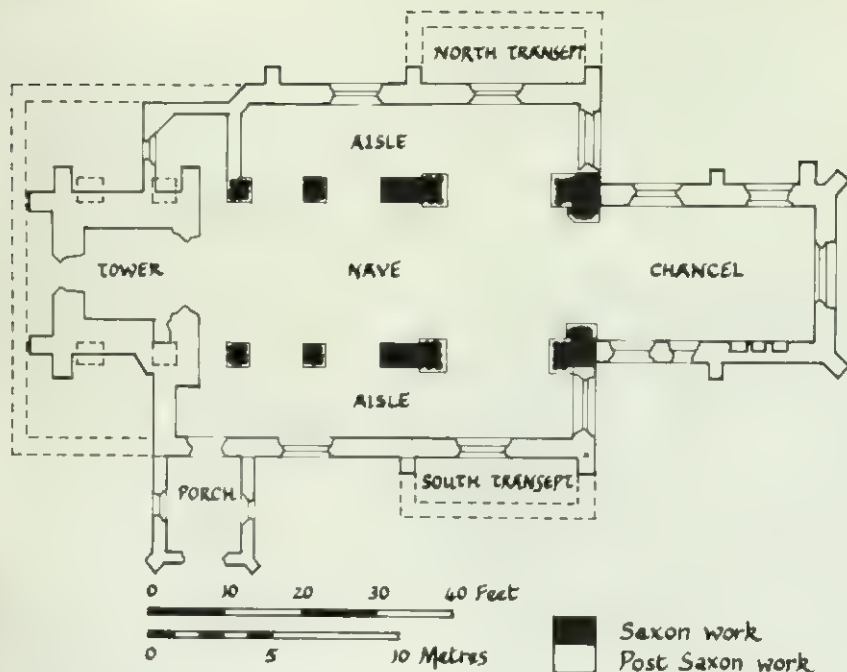 NORTH TRANSEPT
AISLE
TOWER NAVE CHANCEL
AISLE
PORCH SOUTH TRANSEPT
0 10 20 30 40 Feet
0 5 10 Metres
Saxon work
Post Saxon work